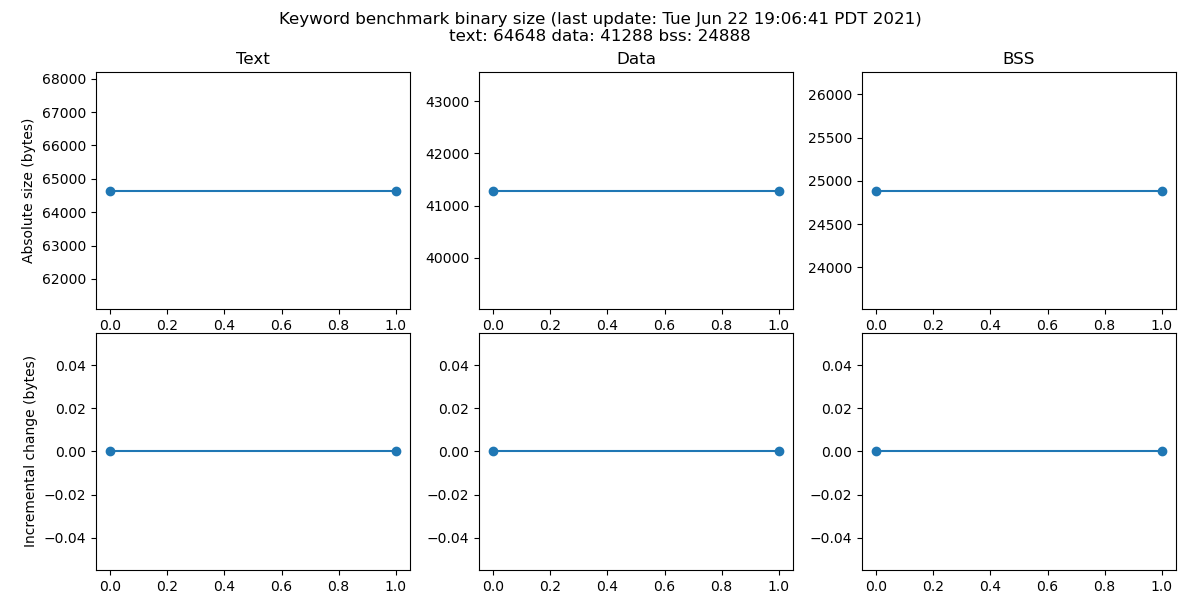 Keyword benchmark binary size (last update: Tue Jun 22 19:06:41 PDT 2021)
text: 64648 data: 41288 bss: 24888
Text
Data
BSS
Absolute size (bytes)
68000
67000
66000
65000
64000
63000
62000
0.0 0.2 0.4 0.6 0.8 1.0
43000
42000
41000
40000
0.0 0.2 0.4 0.6 0.8 1.0
26000
25500
25000
24500
24000
0.0 0.2 0.4 0.6 0.8 1.0
Incremental change (bytes)
0.04
0.02
0.00
−0.02
−0.04
0.0 0.2 0.4 0.6 0.8 1.0
0.04
0.02
0.00
−0.02
−0.04
0.0 0.2 0.4 0.6 0.8 1.0
0.04
0.02
0.00
−0.02
−0.04
0.0 0.2 0.4 0.6 0.8 1.0